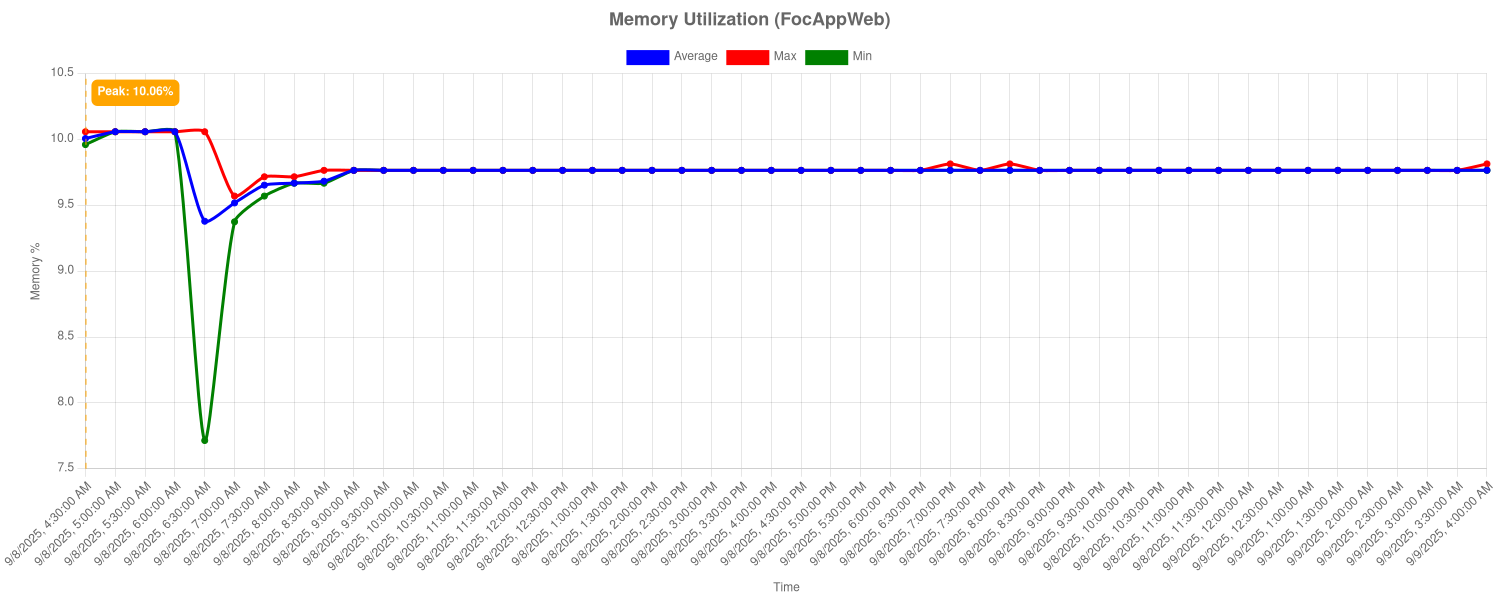 Memory Utilization (FocAppWeb)
Average Max Min
Peak: 10.06%
10.5
10.0
9.5
9.0
8.5
8.0
7.5
Memory %
9/8/2025, 4:30:00 AM
9/8/2025, 5:00:00 AM
9/8/2025, 5:30:00 AM
9/8/2025, 6:00:00 AM
9/8/2025, 6:30:00 AM
9/8/2025, 7:00:00 AM
9/8/2025, 7:30:00 AM
9/8/2025, 8:00:00 AM
9/8/2025, 8:30:00 AM
9/8/2025, 9:00:00 AM
9/8/2025, 9:30:00 AM
9/8/2025, 10:00:00 AM
9/8/2025, 10:30:00 AM
9/8/2025, 11:00:00 AM
9/8/2025, 11:30:00 AM
9/8/2025, 12:00:00 PM
9/8/2025, 12:30:00 PM
9/8/2025, 1:00:00 PM
9/8/2025, 1:30:00 PM
9/8/2025, 2:00:00 PM
9/8/2025, 2:30:00 PM
9/8/2025, 3:00:00 PM
9/8/2025, 3:30:00 PM
9/8/2025, 4:00:00 PM
9/8/2025, 4:30:00 PM
9/8/2025, 5:00:00 PM
9/8/2025, 5:30:00 PM
9/8/2025, 6:00:00 PM
9/8/2025, 6:30:00 PM
9/8/2025, 7:00:00 PM
9/8/2025, 7:30:00 PM
9/8/2025, 8:00:00 PM
9/8/2025, 8:30:00 PM
9/8/2025, 9:00:00 PM
9/8/2025, 9:30:00 PM
9/8/2025, 10:00:00 PM
9/8/2025, 10:30:00 PM
9/8/2025, 11:00:00 PM
9/8/2025, 11:30:00 PM
9/9/2025, 12:00:00 AM
9/9/2025, 12:30:00 AM
9/9/2025, 1:00:00 AM
9/9/2025, 1:30:00 AM
9/9/2025, 2:00:00 AM
9/9/2025, 2:30:00 AM
9/9/2025, 3:00:00 AM
9/9/2025, 3:30:00 AM
9/9/2025, 4:00:00 AM
Time